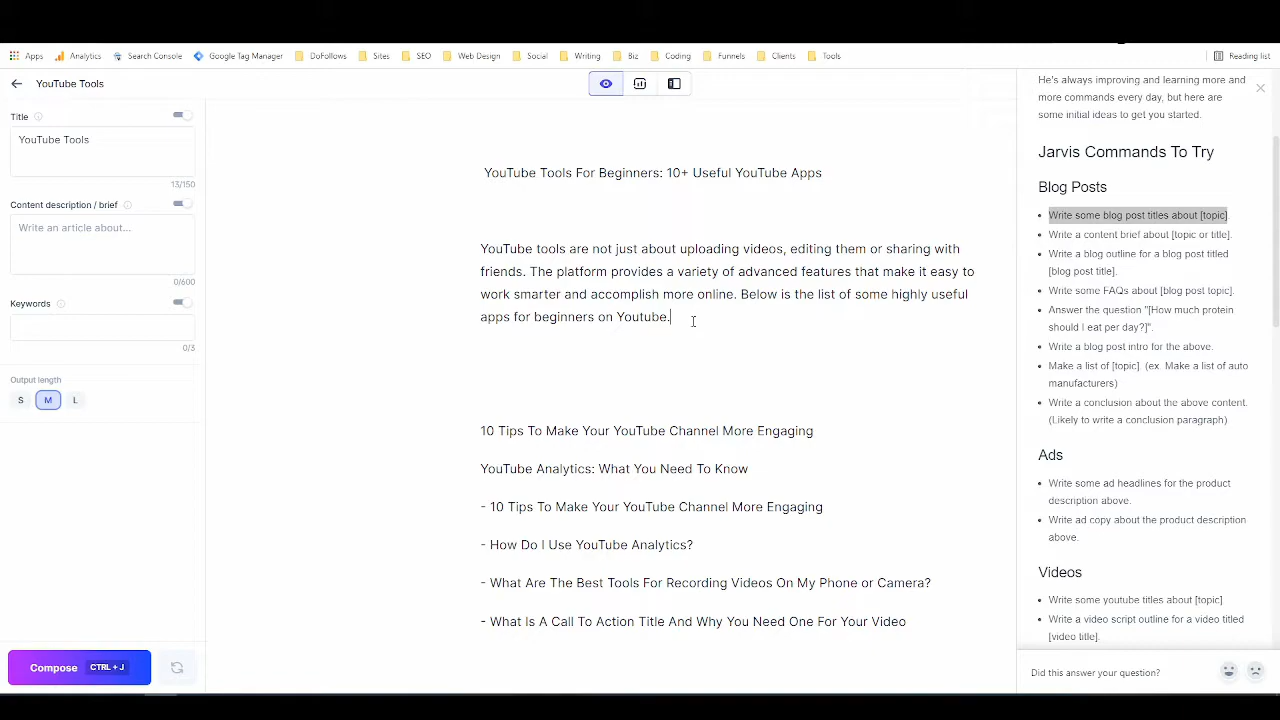 Apps Analytics Search Console Google Tag Manager DoFollows Sites SEO Web Design Social Writing Biz Coding Funnels Clients Tools Reading list
YouTube Tools
Title
YouTube Tools
13/150
Content description / brief
Write an article about...
0/600
Keywords
0/3
Output length
S M L
Compose CTRL + J
YouTube Tools For Beginners: 10+ Useful YouTube Apps
YouTube tools are not just about uploading videos, editing them or sharing with
friends. The platform provides a variety of advanced features that make it easy to
work smarter and accomplish more online. Below is the list of some highly useful
apps for beginners on Youtube.
10 Tips To Make Your YouTube Channel More Engaging
YouTube Analytics: What You Need To Know
- 10 Tips To Make Your YouTube Channel More Engaging
- How Do I Use YouTube Analytics?
- What Are The Best Tools For Recording Videos On My Phone or Camera?
- What Is A Call To Action Title And Why You Need One For Your Video
He's always improving and learning more and
more commands every day, but here are
some initial ideas to get you started.
Jarvis Commands To Try
Blog Posts
• Write some blog post titles about [topic].
• Write a content brief about [topic or title].
• Write a blog outline for a blog post titled
[blog post title].
• Write some FAQs about [blog post topic].
• Answer the question "[How much protein
should I eat per day?]".
• Write a blog post intro for the above.
• Make a list of [topic]. (ex. Make a list of auto
manufacturers)
• Write a conclusion about the above content.
(Likely to write a conclusion paragraph)
Ads
• Write some ad headlines for the product
description above.
• Write ad copy about the product description
above.
Videos
• Write some youtube titles about [topic]
• Write a video script outline for a video titled
[video title].
Did this answer your question?